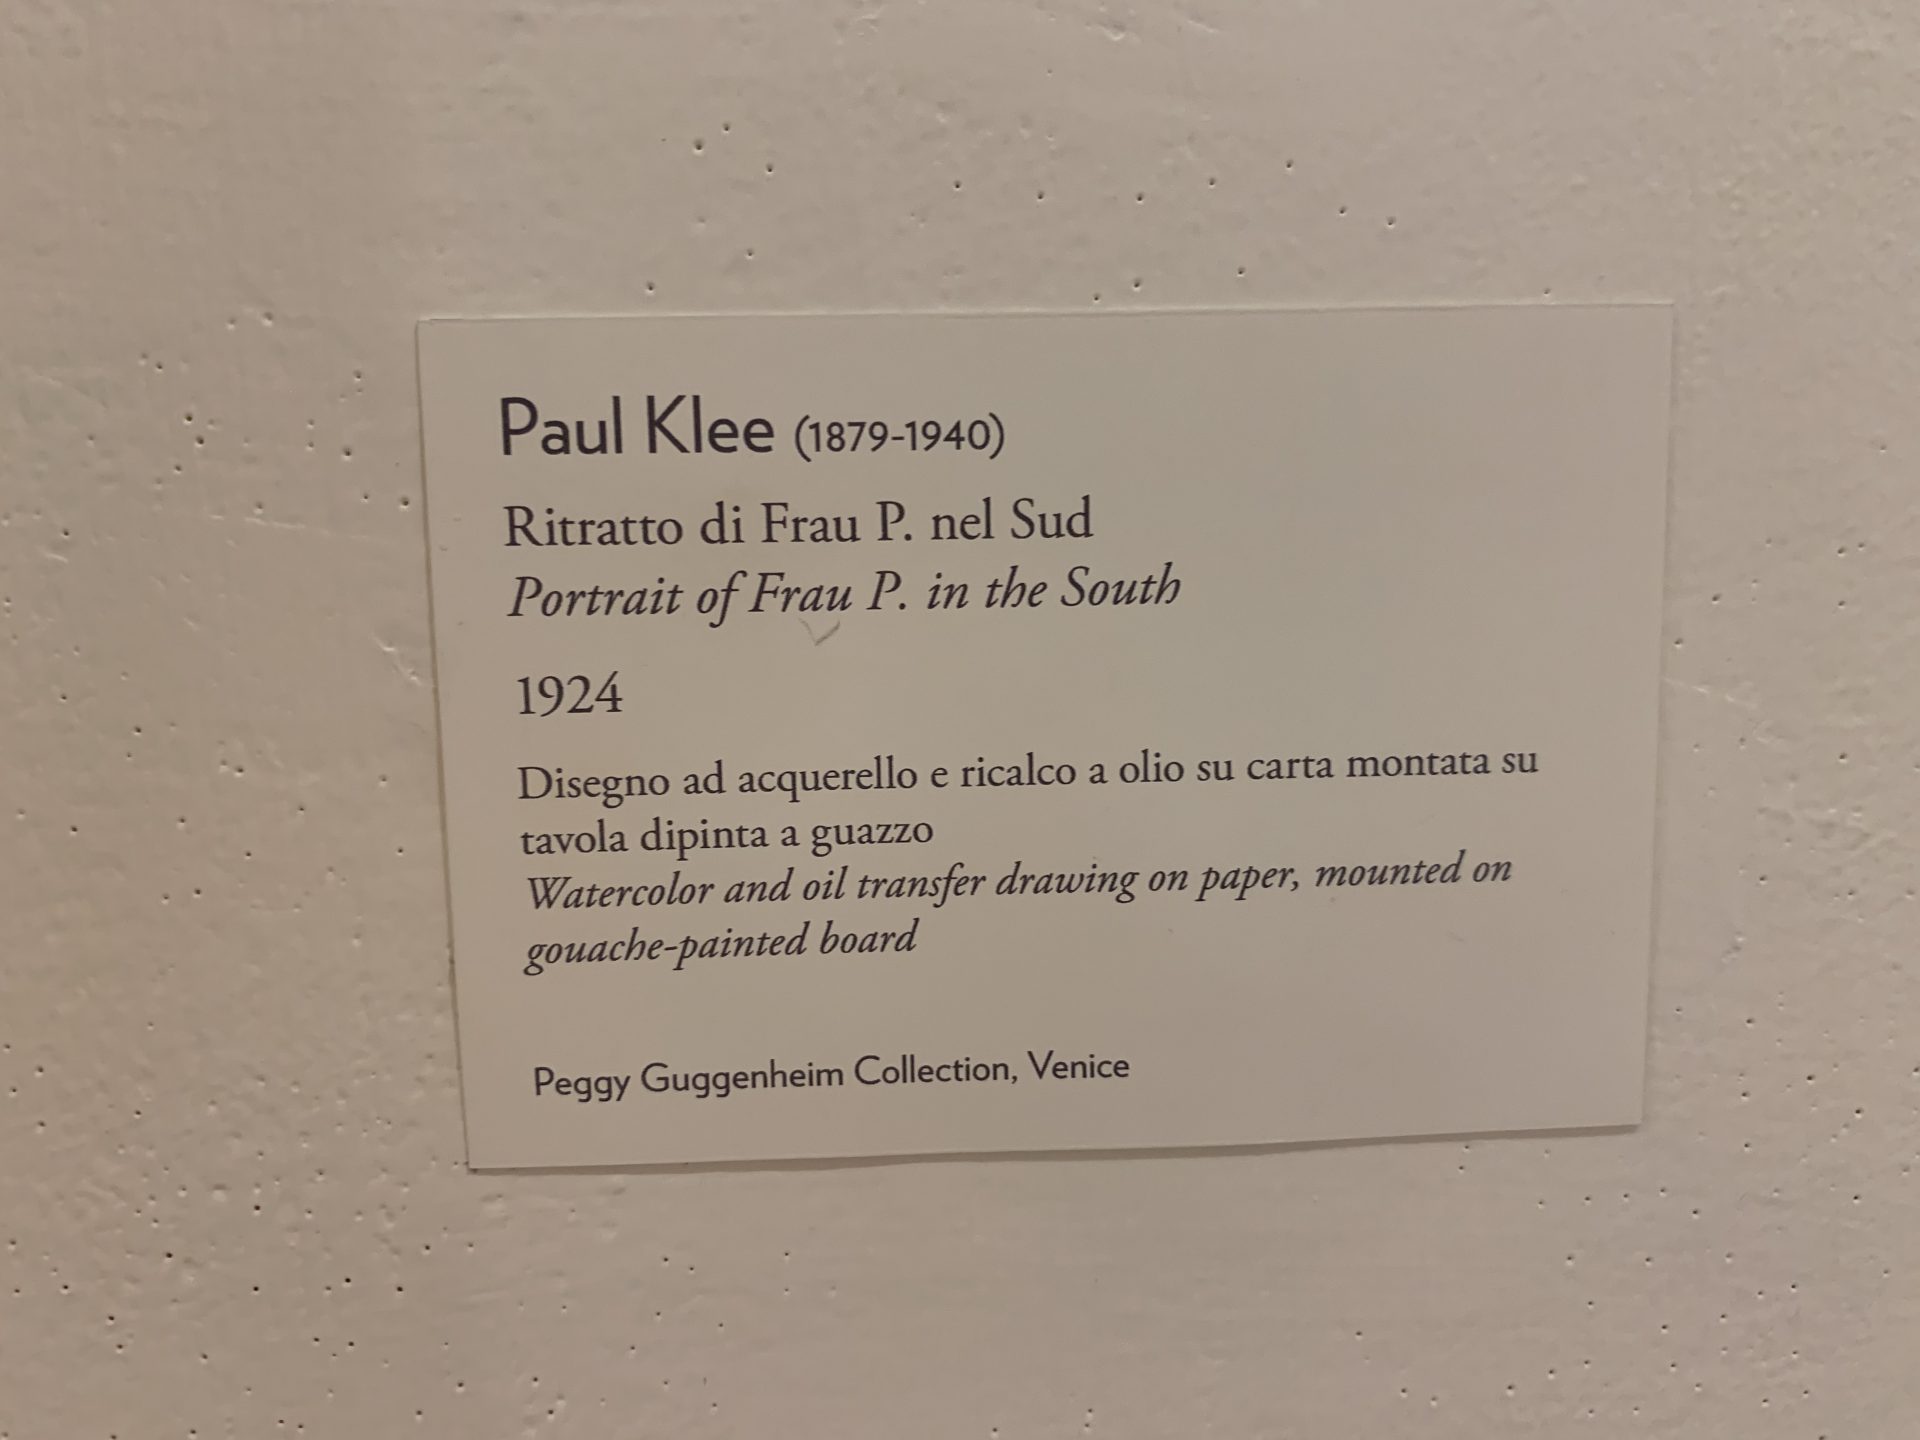 Paul Klee (1879-1940)
Ritratto di Frau P. nel Sud
Portrait of Frau P. in the South
1924
Disegno ad acquerello e ricalco a olio su carta montata su
tavola dipinta a guazzo
Watercolor and oil transfer drawing on paper, mounted on
gouache-painted board
Peggy Guggenheim Collection, Venice